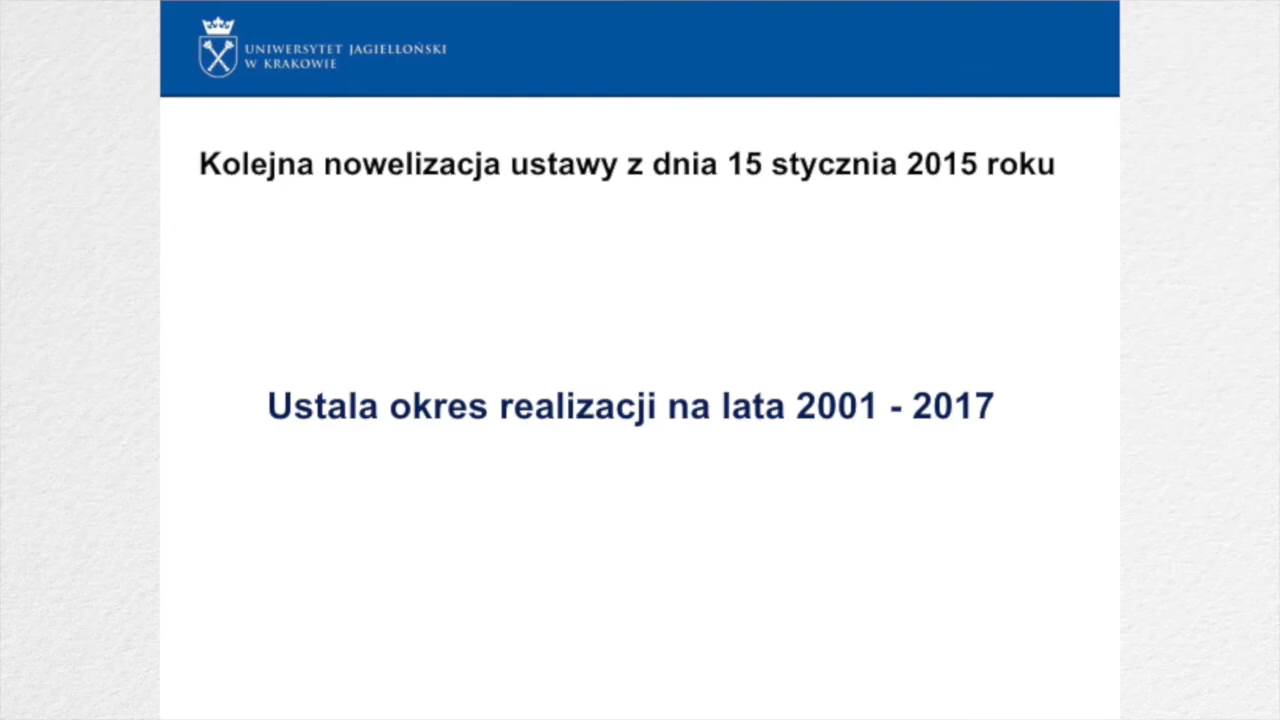 UNIWERSYTET JAGIELLOŃSKI
W KRAKOWIE
Kolejna nowelizacja ustawy z dnia 15 stycznia 2015 roku
Ustala okres realizacji na lata 2001 - 2017